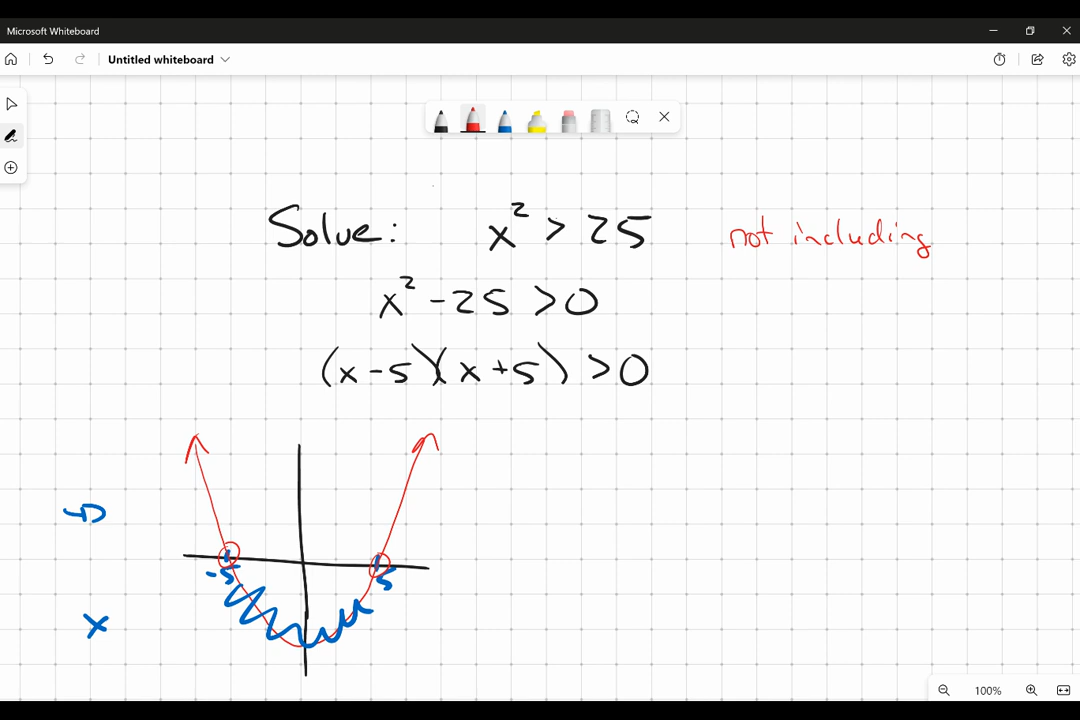 Microsoft Whiteboard
Untitled whiteboard
Solve: x² > 25
not including
x² - 25 > 0
(x - 5)(x + 5) > 0
-5
5
x
100%